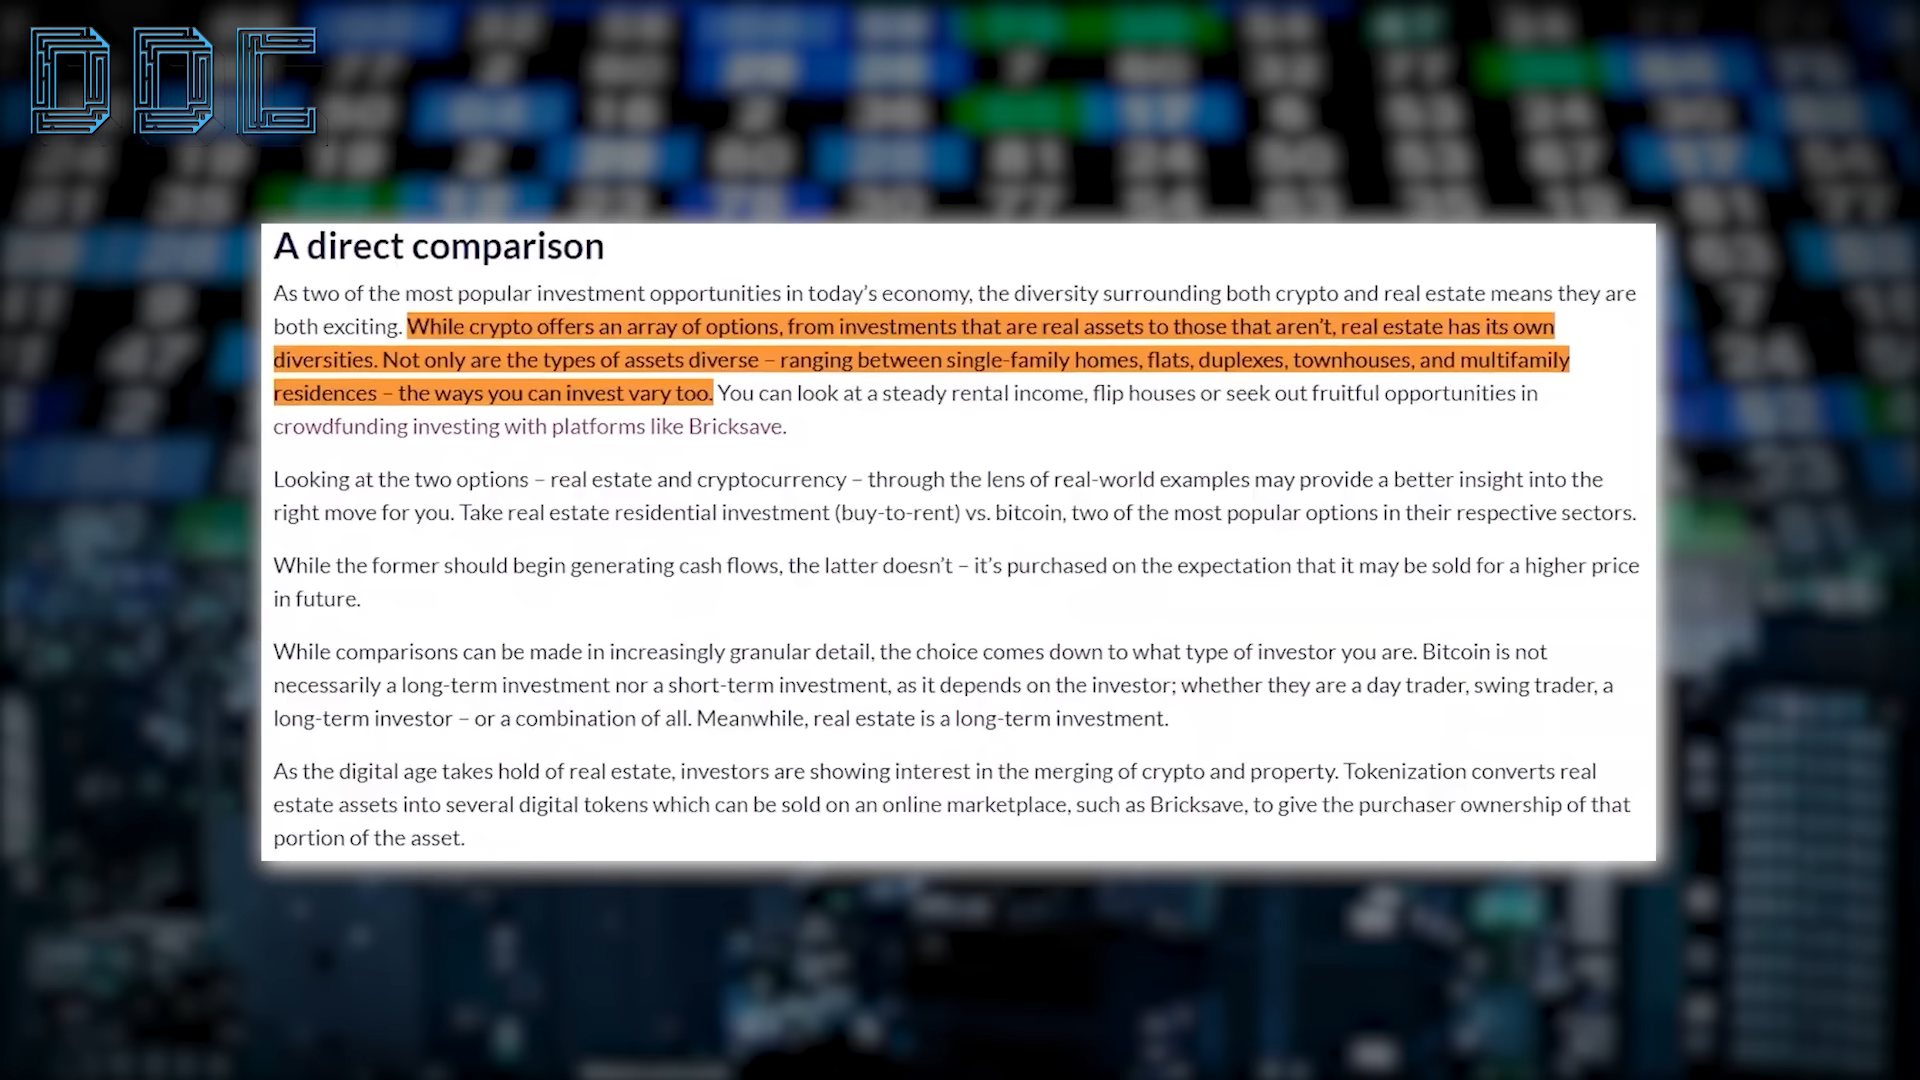 DDC
A direct comparison
As two of the most popular investment opportunities in today’s economy, the diversity surrounding both crypto and real estate means they are
both exciting. While crypto offers an array of options, from investments that are real assets to those that aren’t, real estate has its own
diversities. Not only are the types of assets diverse – ranging between single-family homes, flats, duplexes, townhouses, and multifamily
residences – the ways you can invest vary too. You can look at a steady rental income, flip houses or seek out fruitful opportunities in
crowdfunding investing with platforms like Bricksave.
Looking at the two options – real estate and cryptocurrency – through the lens of real-world examples may provide a better insight into the
right move for you. Take real estate residential investment (buy-to-rent) vs. bitcoin, two of the most popular options in their respective sectors.
While the former should begin generating cash flows, the latter doesn’t – it’s purchased on the expectation that it may be sold for a higher price
in future.
While comparisons can be made in increasingly granular detail, the choice comes down to what type of investor you are. Bitcoin is not
necessarily a long-term investment nor a short-term investment, as it depends on the investor; whether they are a day trader, swing trader, a
long-term investor – or a combination of all. Meanwhile, real estate is a long-term investment.
As the digital age takes hold of real estate, investors are showing interest in the merging of crypto and property. Tokenization converts real
estate assets into several digital tokens which can be sold on an online marketplace, such as Bricksave, to give the purchaser ownership of that
portion of the asset.